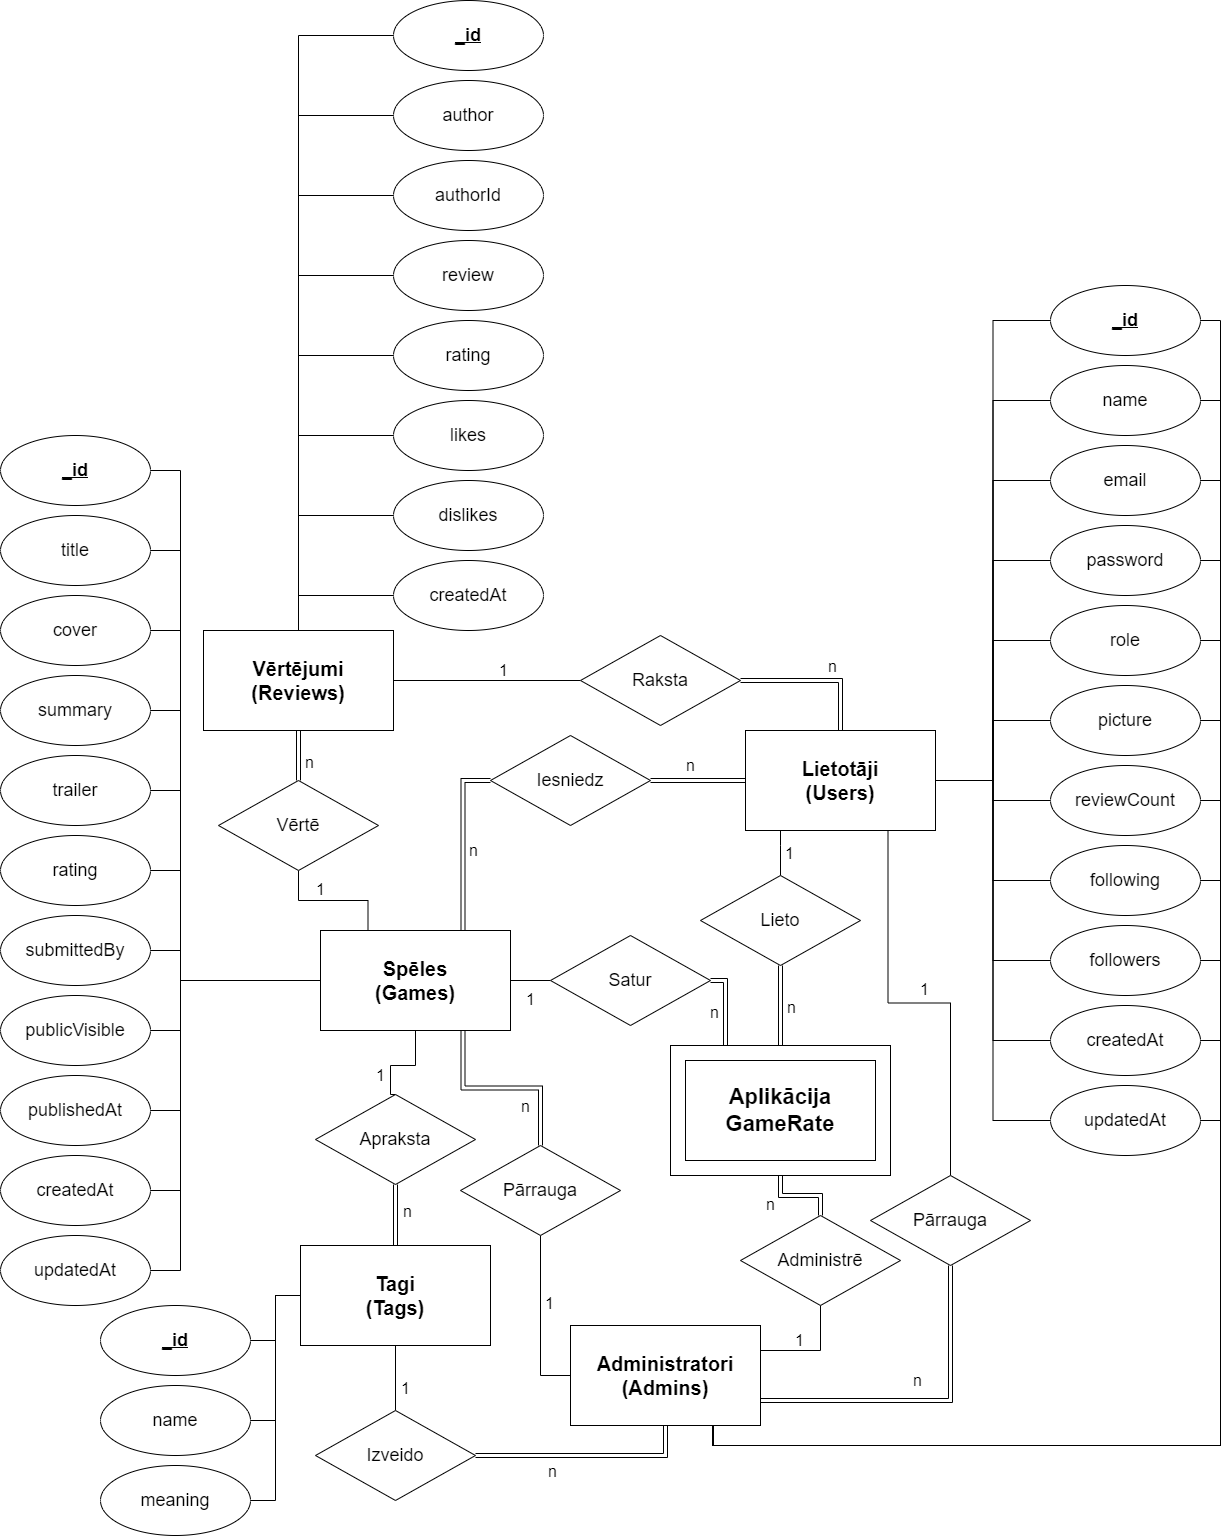 _id
author
authorId
review
rating
likes
dislikes
createdAt
_id
title
cover
summary
trailer
rating
submittedBy
publicVisible
publishedAt
createdAt
updatedAt
_id
name
email
password
role
picture
reviewCount
following
followers
createdAt
updatedAt
Vērtējumi
(Reviews)
1
Raksta
n
n
Vērtē
1
Iesniedz
n
n
Lietotāji
(Users)
1
Lieto
n
1
Spēles
(Games)
1
Satur
n
Aplikācija
GameRate
1
Apraksta
n
n
Pārrauga
1
n
Administrē
1
Pārrauga
n
Tagi
(Tags)
_id
name
meaning
1
Izveido
n
Administratori
(Admins)